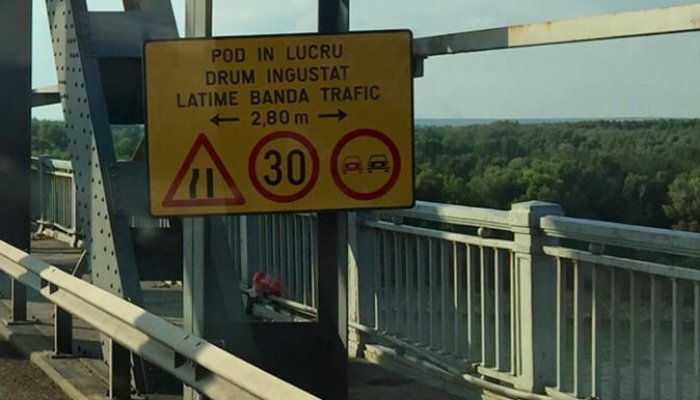 POD IN LUCRU
DRUM INGUSTAT
LATIME BANDA TRAFIC
2,80 m
30